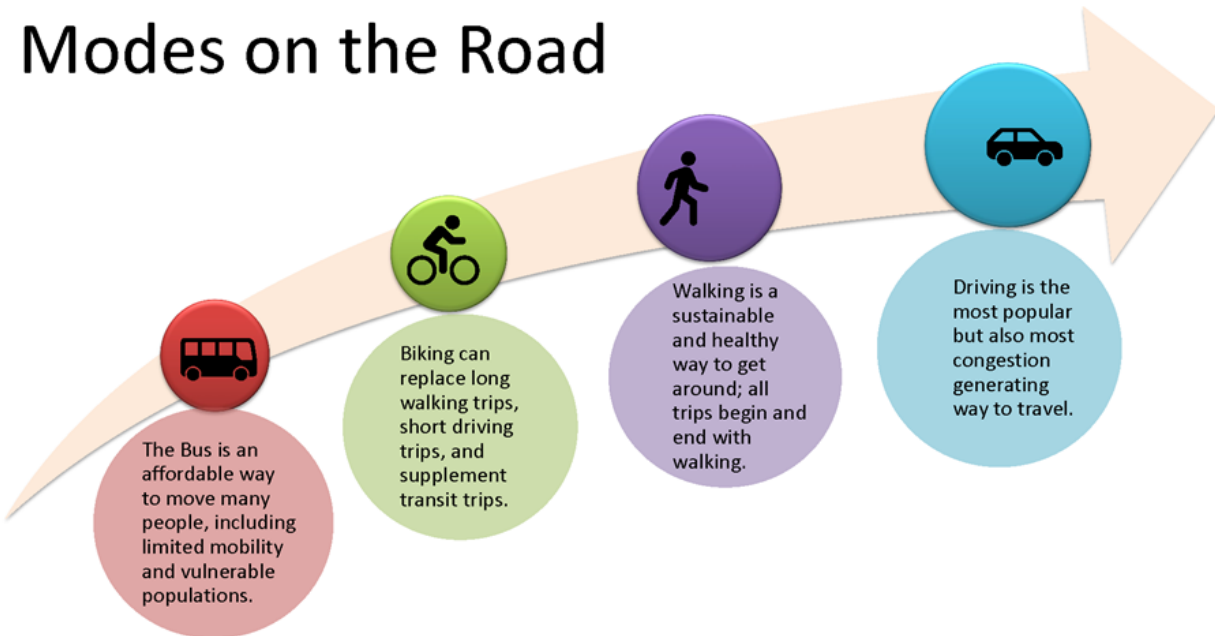 Modes on the Road
The Bus is an
affordable way
to move many
people, including
limited mobility
and vulnerable
populations.
Biking can
replace long
walking trips,
short driving
trips, and
supplement
transit trips.
Walking is a
sustainable
and healthy
way to get
around; all
trips begin and
end with
walking.
Driving is the
most popular
but also most
congestion
generating
way to travel.